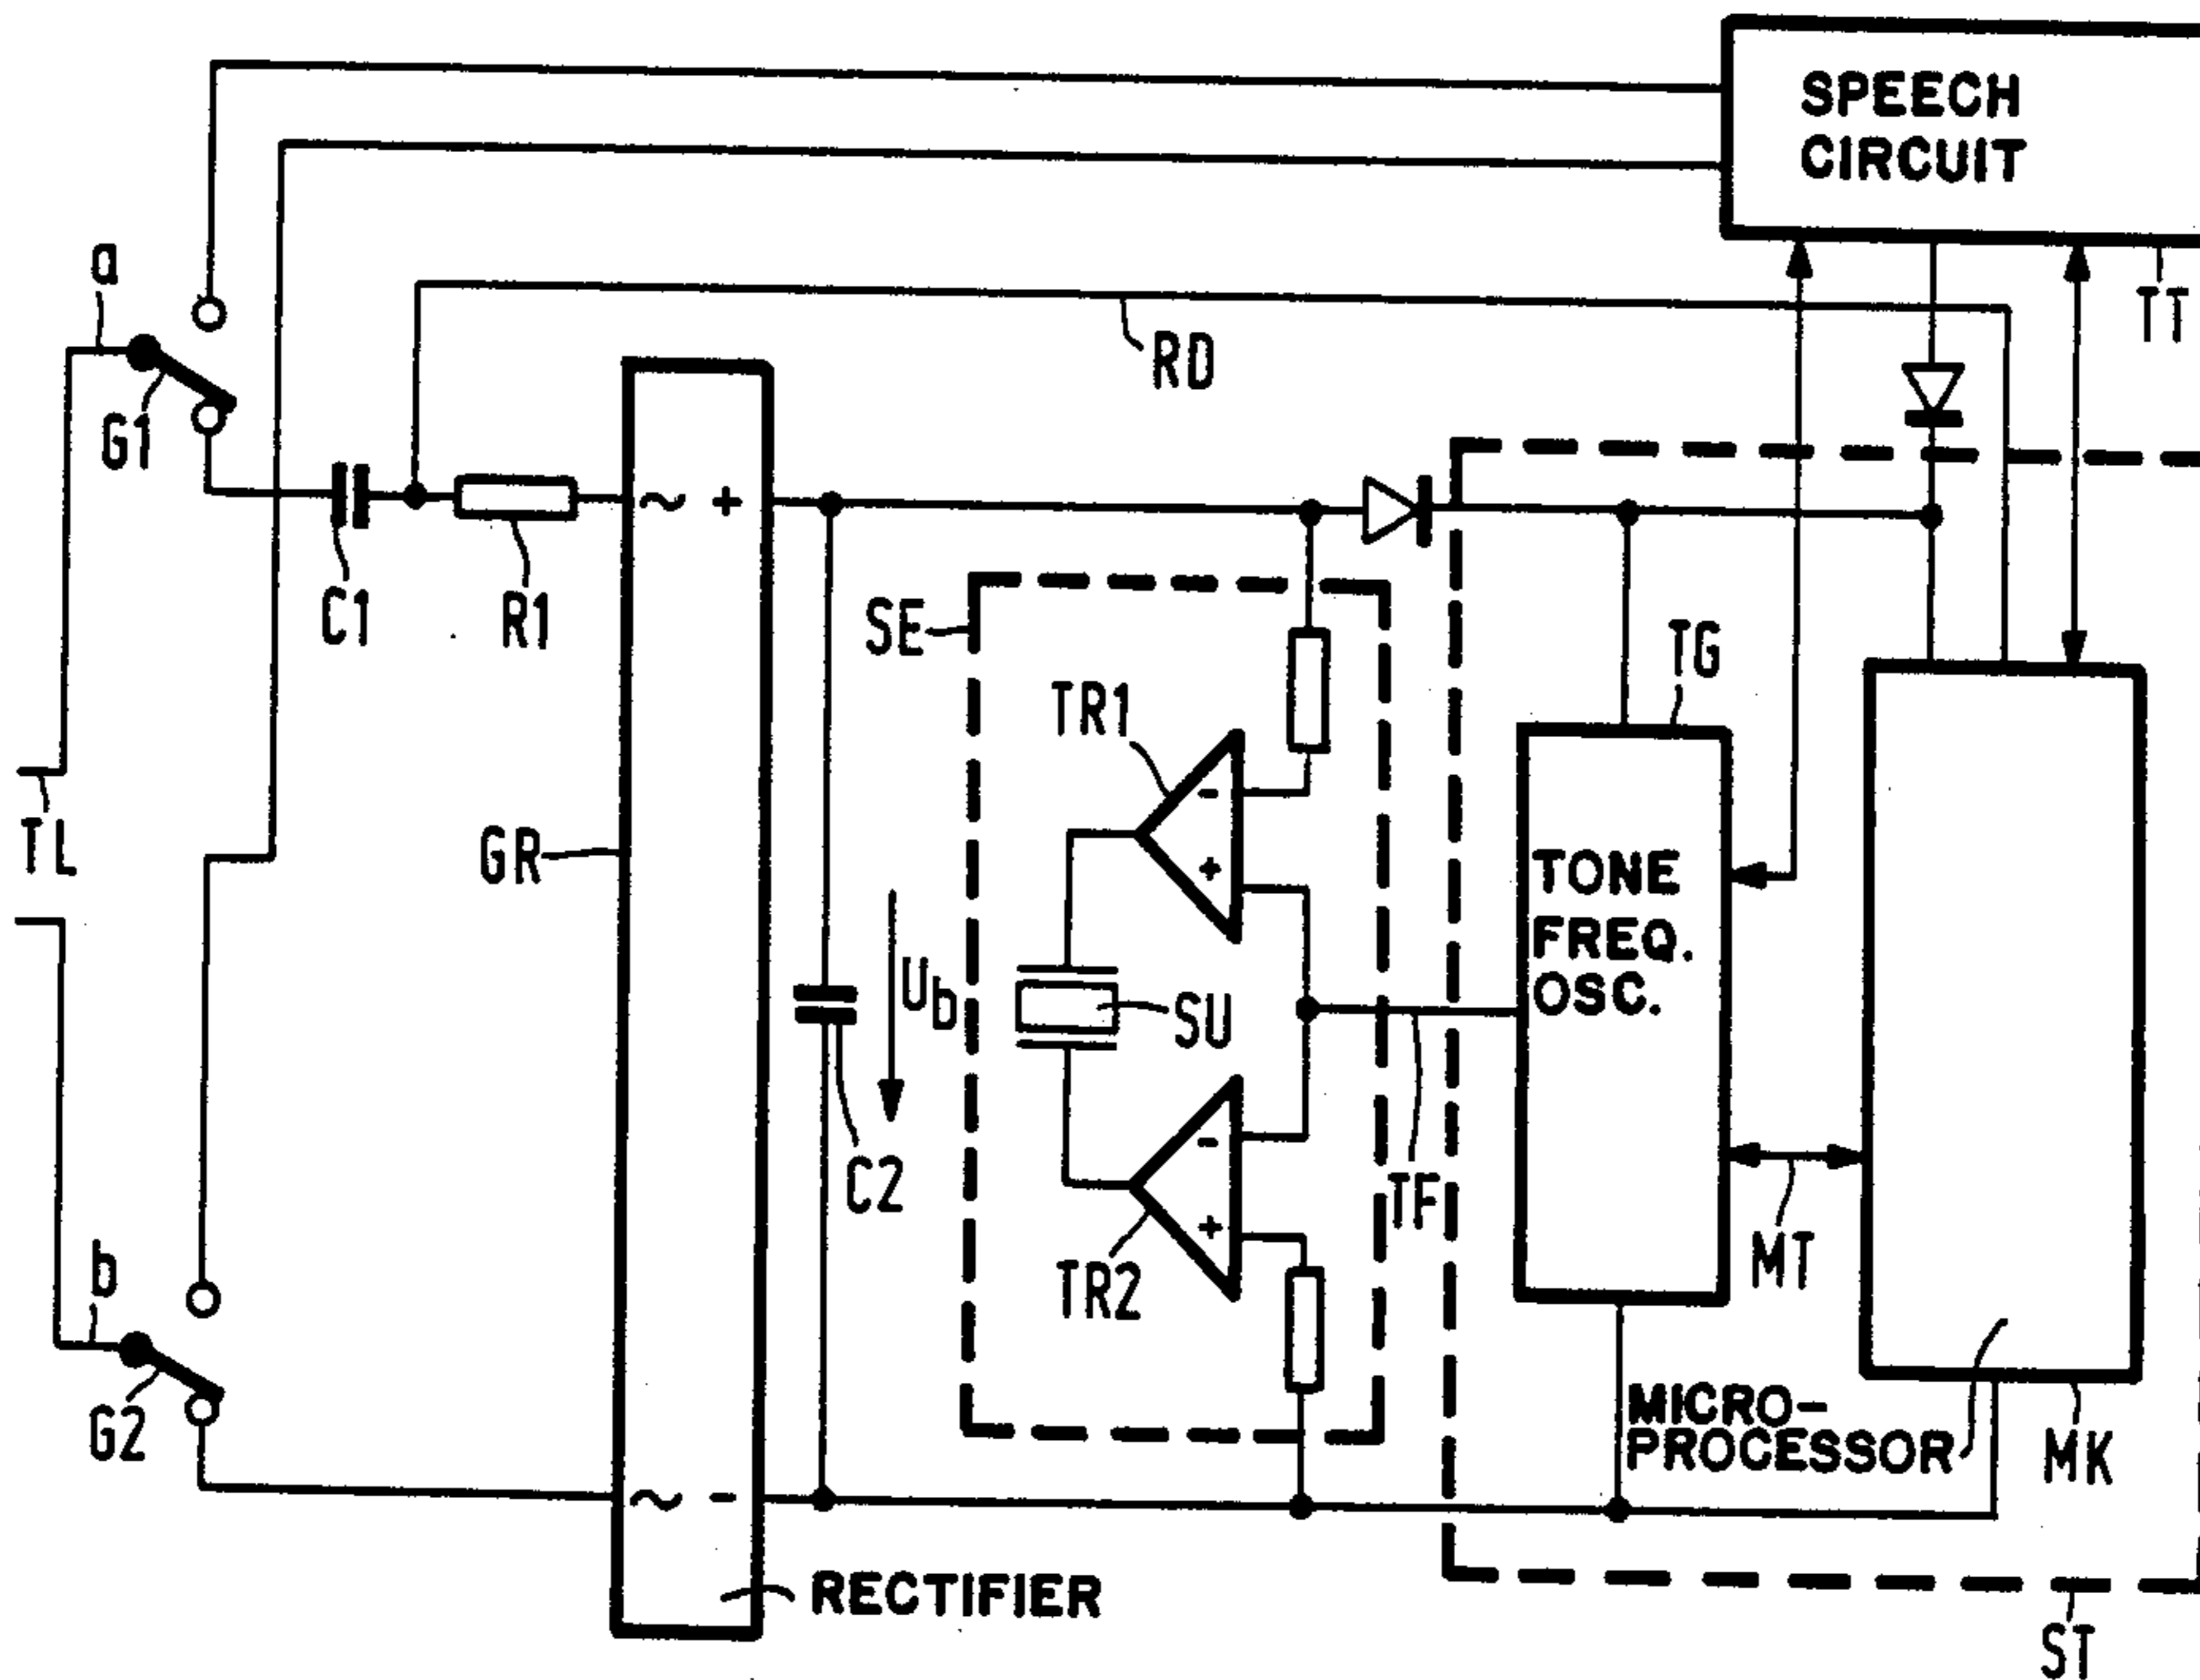 SPEECH
CIRCUIT
a
TT
RD
G1
~ +
C1
R1
SE
TG
TR1
-
TL
GR
TONE
+
FREQ.
OSC.
Ub
SU
-
C2
TF
+
MT
b
TR2
G2
MICRO-
PROCESSOR
MK
~ -
RECTIFIER
ST